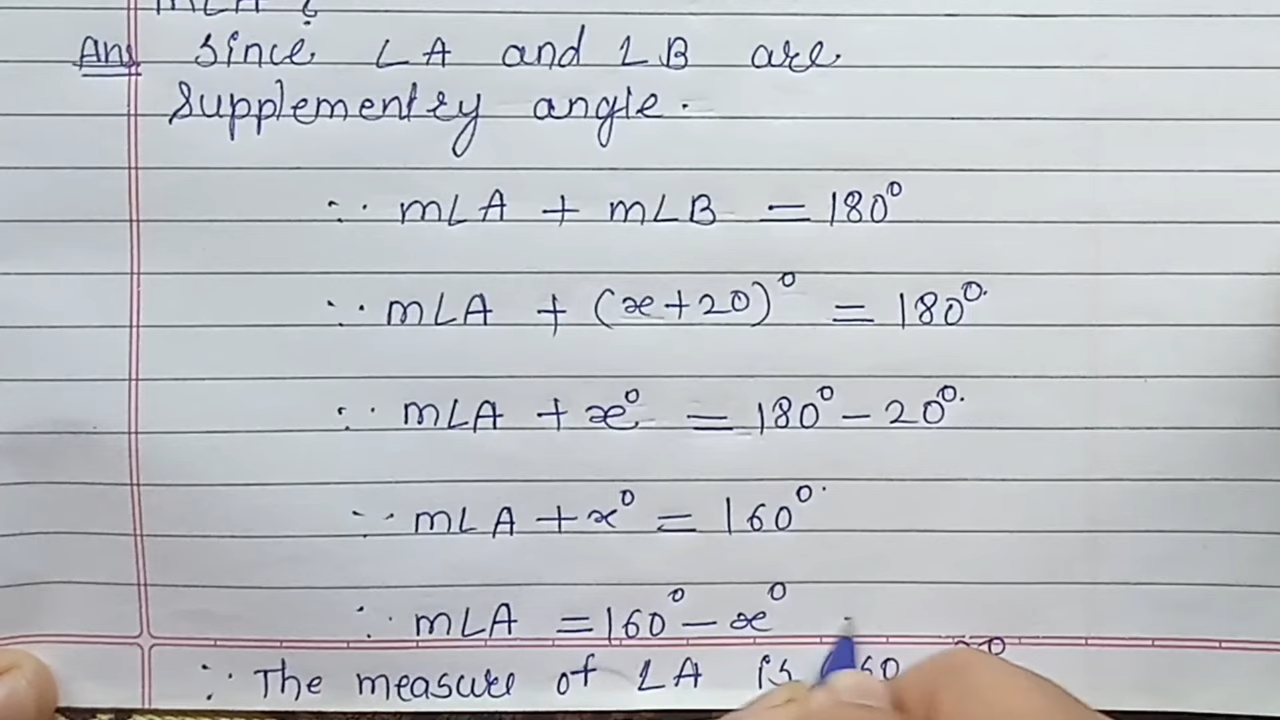 m∠A ?
Ans Since ∠A and ∠B are
Supplementry angle.
∵ m∠A + m∠B = 180°
∵ m∠A + (x+20)° = 180°.
∵ m∠A + x° = 180° - 20°.
∵ m∠A + x° = 160°.
∴ m∠A = 160° - x°
∵ The measure of ∠A is